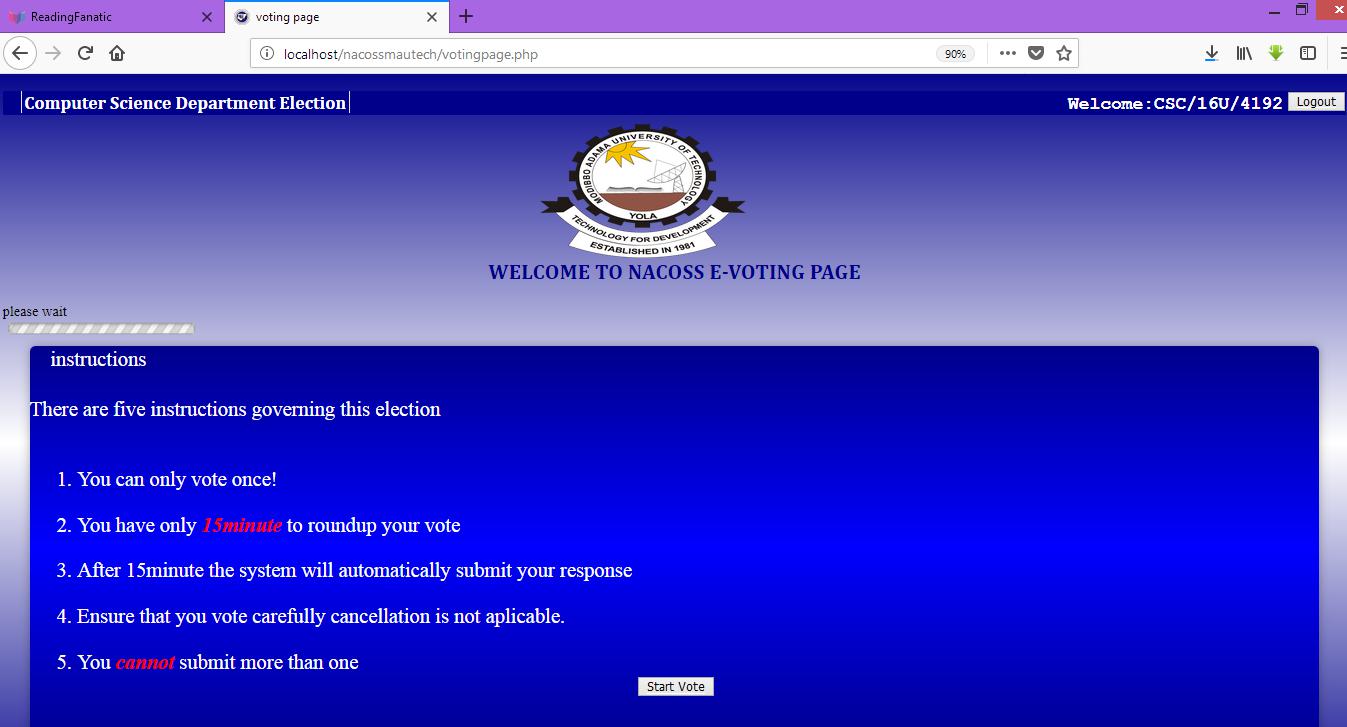 ReadingFanatic
voting page
localhost/nacossmautech/votingpage.php
90%
Computer Science Department Election
Welcome:CSC/16U/4192
Logout
MODIBBO ADAMA UNIVERSITY OF TECHNOLOGY
YOLA
TECHNOLOGY FOR DEVELOPMENT
ESTABLISHED IN 1981
WELCOME TO NACOSS E-VOTING PAGE
please wait
instructions
There are five instructions governing this election
1. You can only vote once!
2. You have only 15minute to roundup your vote
3. After 15minute the system will automatically submit your response
4. Ensure that you vote carefully cancellation is not aplicable.
5. You cannot submit more than one
Start Vote